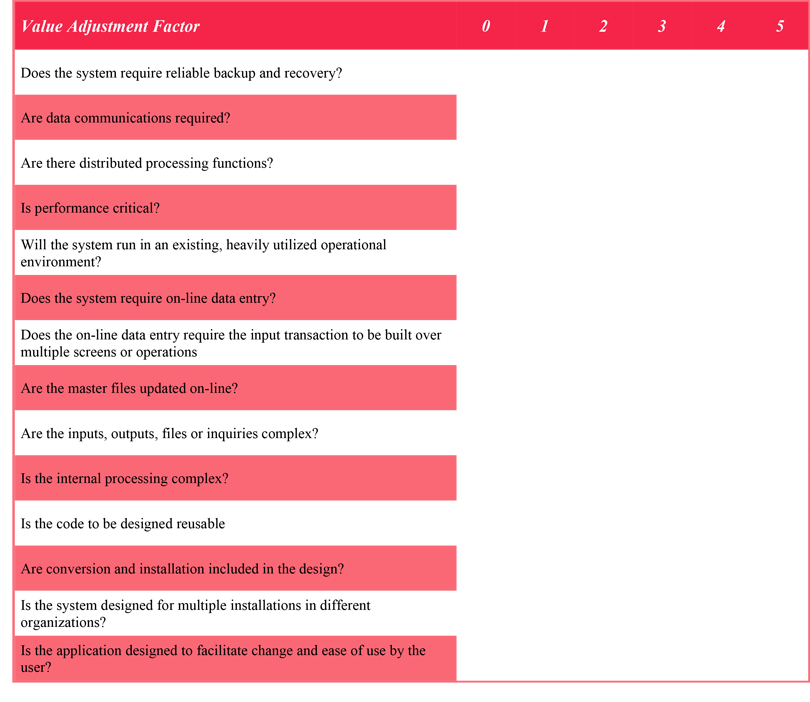 Value Adjustment Factor 0 1 2 3 4 5
Does the system require reliable backup and recovery?
Are data communications required?
Are there distributed processing functions?
Is performance critical?
Will the system run in an existing, heavily utilized operational
environment?
Does the system require on-line data entry?
Does the on-line data entry require the input transaction to be built over
multiple screens or operations
Are the master files updated on-line?
Are the inputs, outputs, files or inquiries complex?
Is the internal processing complex?
Is the code to be designed reusable
Are conversion and installation included in the design?
Is the system designed for multiple installations in different
organizations?
Is the application designed to facilitate change and ease of use by the
user?